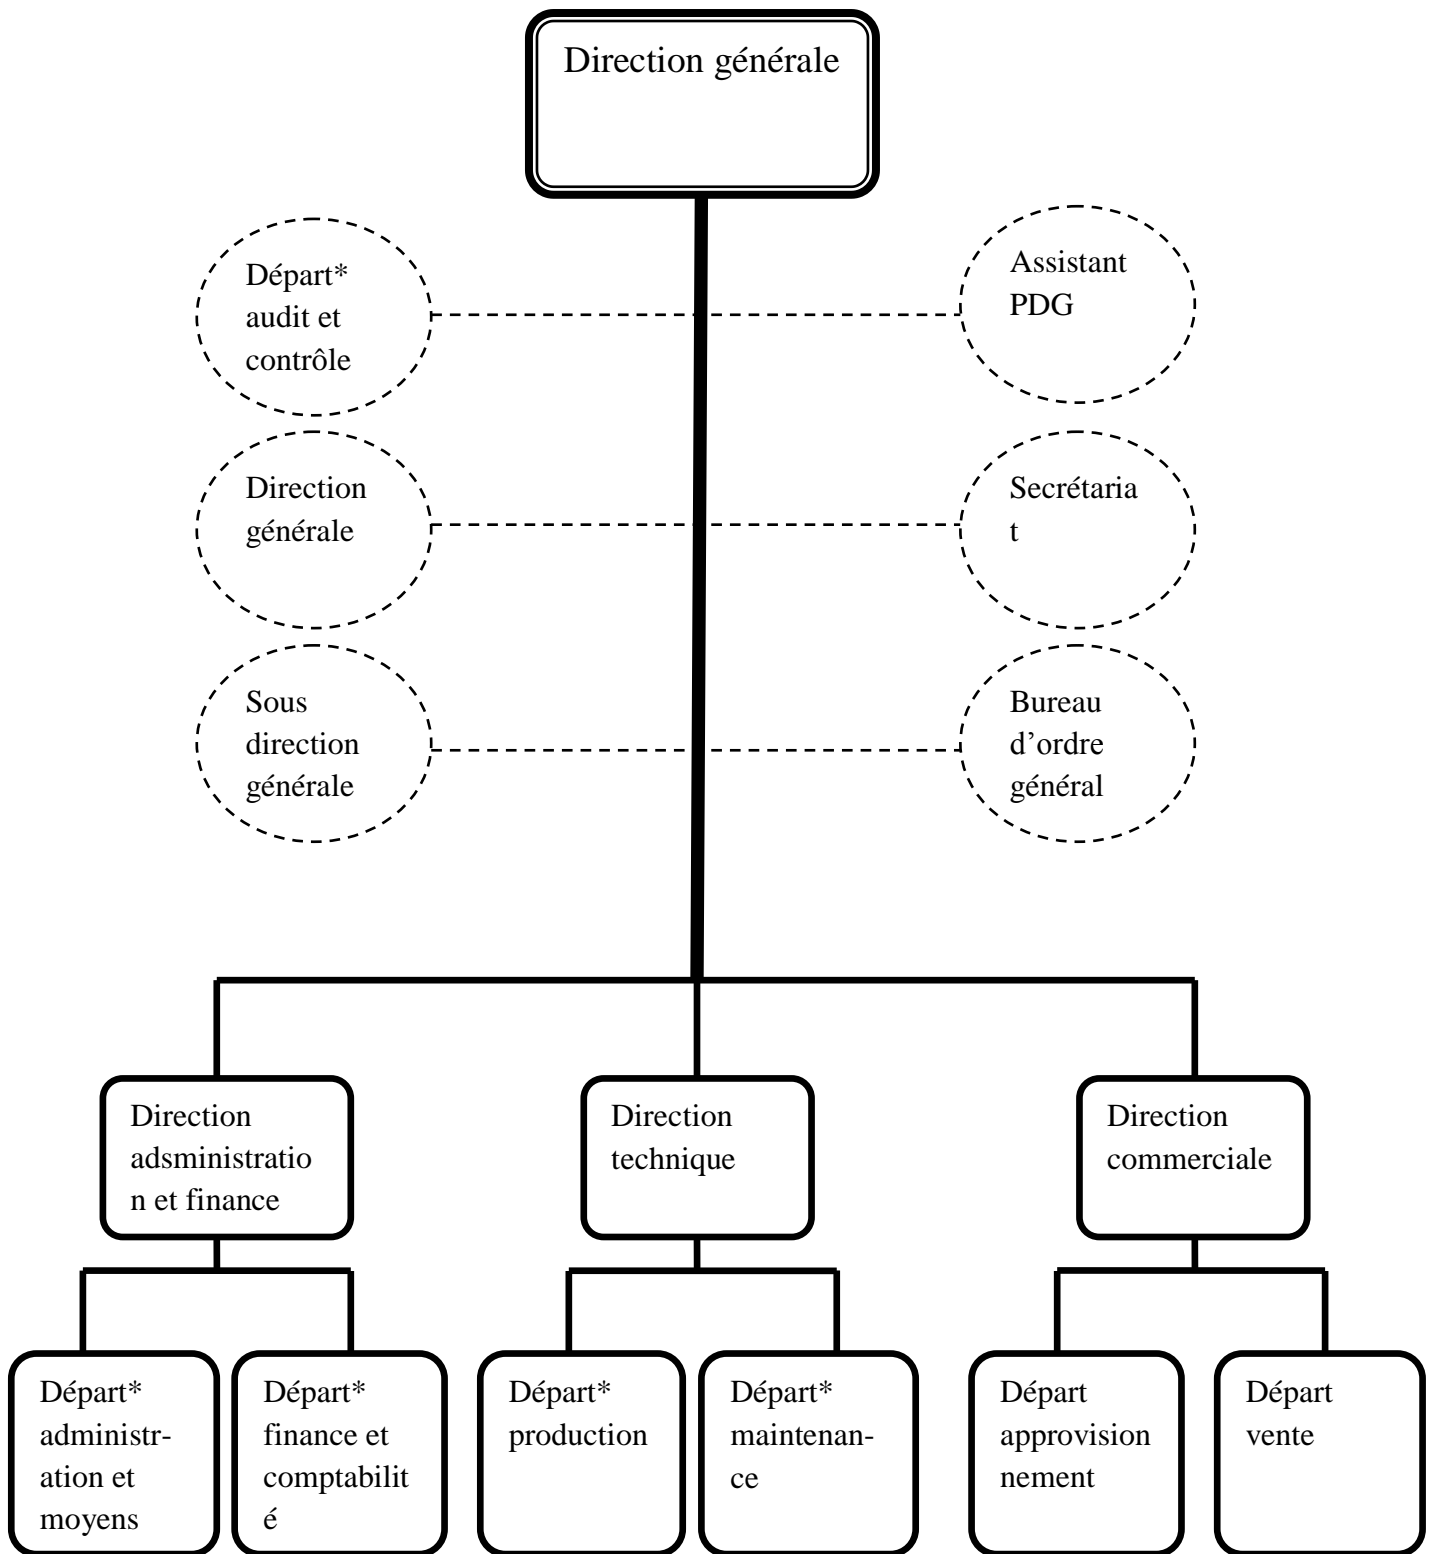 Direction générale
Départ*
audit et
contrôle
Assistant
PDG
Direction
générale
Secrétaria
t
Sous
direction
générale
Bureau
d’ordre
général
Direction
adsministratio
n et finance
Direction
technique
Direction
commerciale
Départ*
administr-
ation et
moyens
Départ*
finance et
comptabilit
é
Départ*
production
Départ*
maintenan-
ce
Départ
approvision
nement
Départ
vente